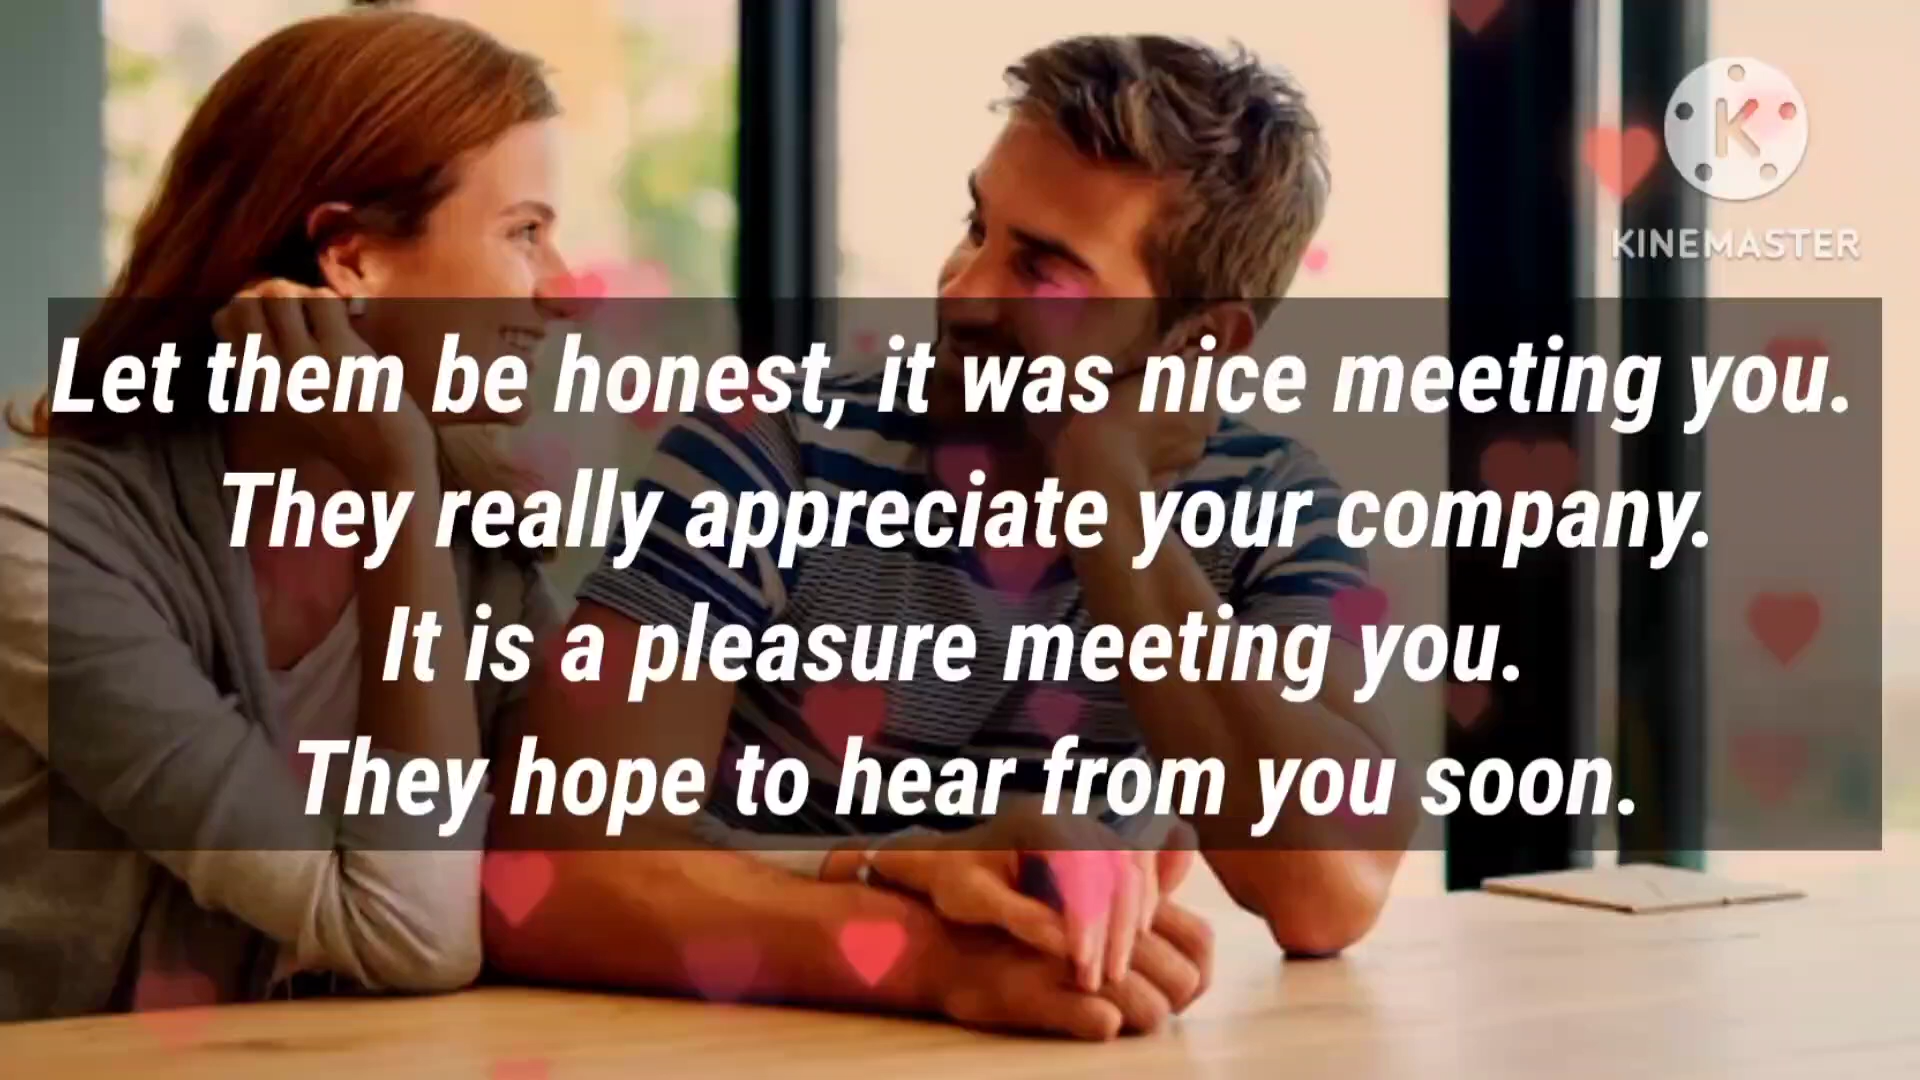 K
KINEMASTER
Let them be honest, it was nice meeting you.
They really appreciate your company.
It is a pleasure meeting you.
They hope to hear from you soon.